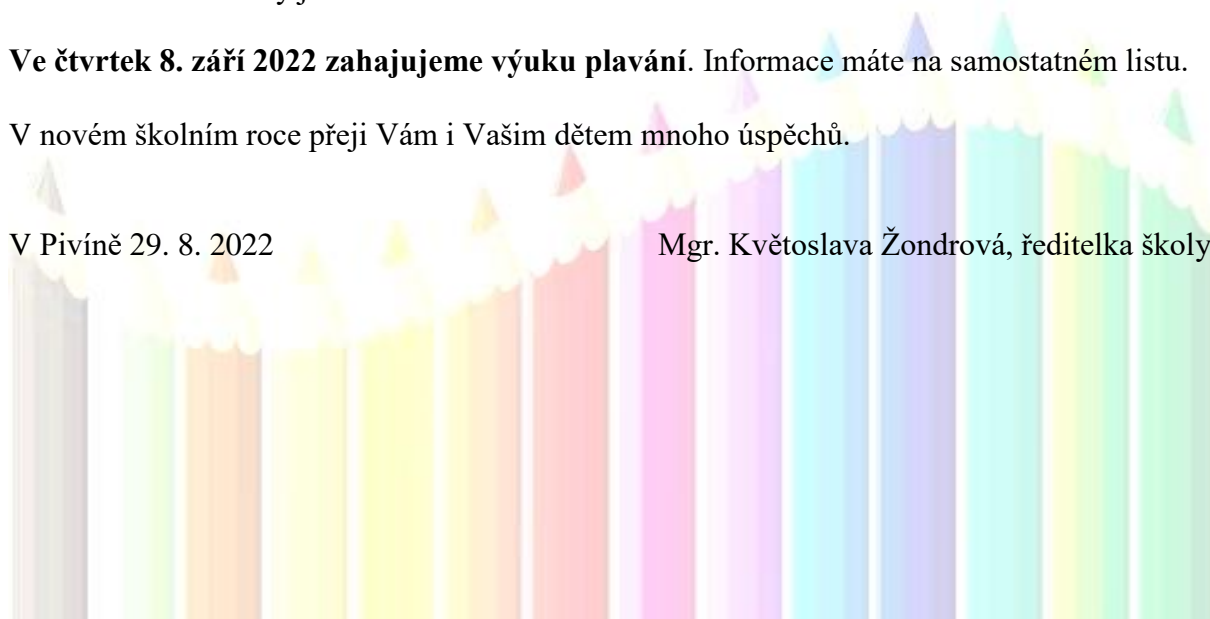 Ve čtvrtek 8. září 2022 zahajujeme výuku plavání. Informace máte na samostatném listu.
V novém školním roce přeji Vám i Vašim dětem mnoho úspěchů.
V Pivíně 29. 8. 2022 Mgr. Květoslava Žondrová, ředitelka školy